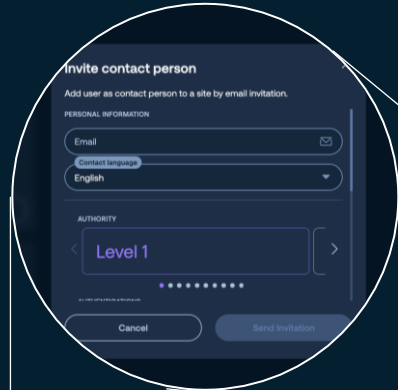 Invite contact person
Add user as contact person to a site by email invitation.
PERSONAL INFORMATION
Email
Contact language
English
AUTHORITY
Level 1
Cancel
Send Invitation